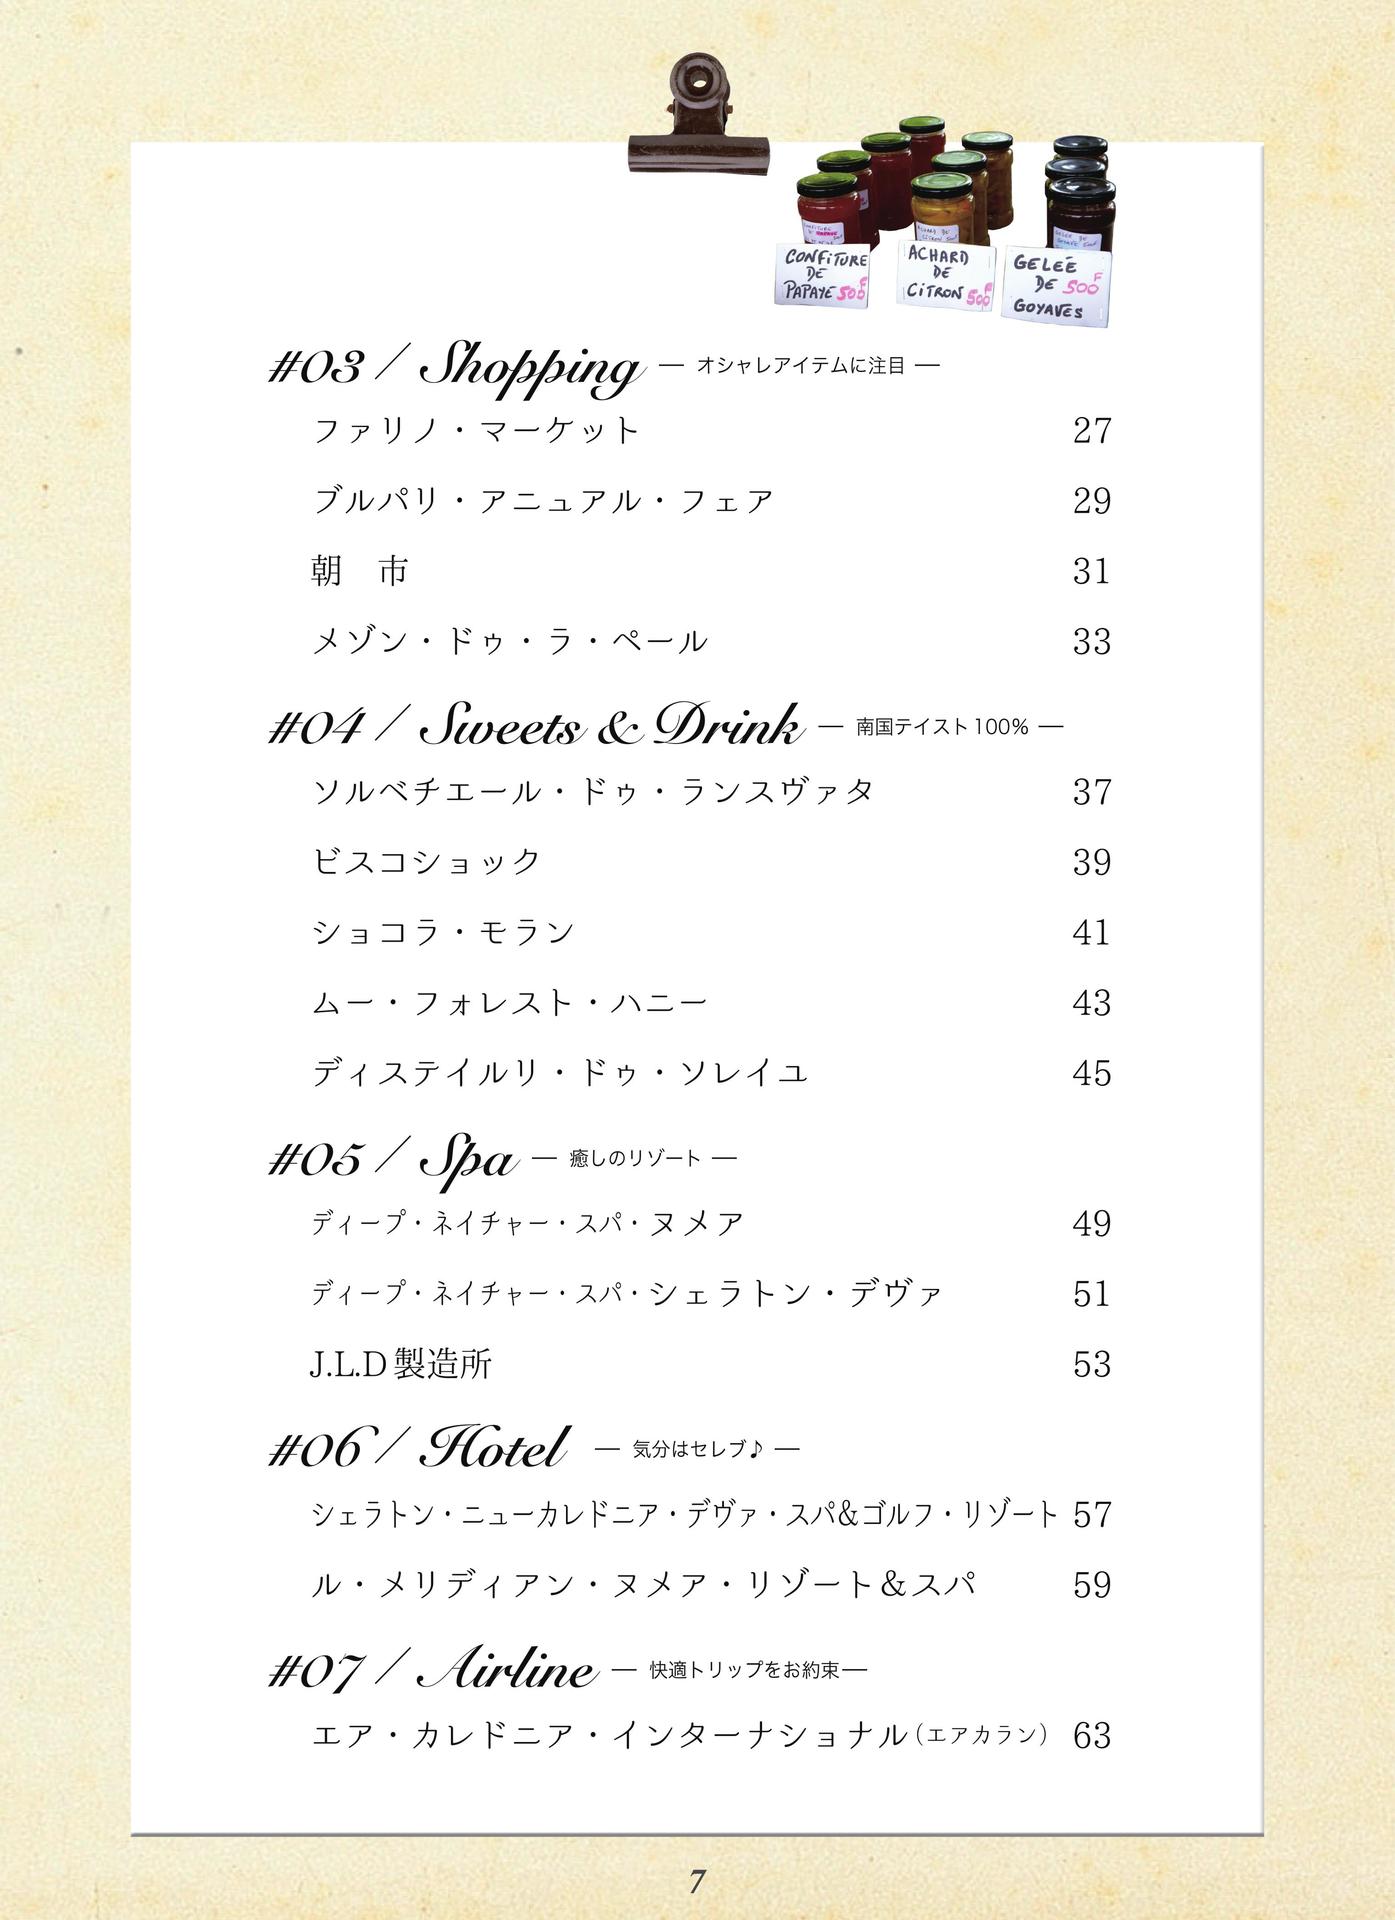 CONFITURE
DE
PAPAYE 500F
ACHARD
DE
CITRON 500F
GELÉE
DE 500F
GOYAVES
#03 / Shopping — オシャレアイテムに注目 —
ファリノ・マーケット 27
ブルパリ・アニュアル・フェア 29
朝　市 31
メゾン・ドゥ・ラ・ペール 33
#04 / Sweets & Drink — 南国テイスト100% —
ソルベチエール・ドゥ・ランスヴァタ 37
ビスコショック 39
ショコラ・モラン 41
ムー・フォレスト・ハニー 43
ディステイルリ・ドゥ・ソレイユ 45
#05 / Spa — 癒しのリゾート —
ディープ・ネイチャー・スパ・ヌメア 49
ディープ・ネイチャー・スパ・シェラトン・デヴァ 51
J.L.D製造所 53
#06 / Hotel — 気分はセレブ♪ —
シェラトン・ニューカレドニア・デヴァ・スパ&ゴルフ・リゾート 57
ル・メリディアン・ヌメア・リゾート&スパ 59
#07 / Airline — 快適トリップをお約束—
エア・カレドニア・インターナショナル(エアカラン) 63
7